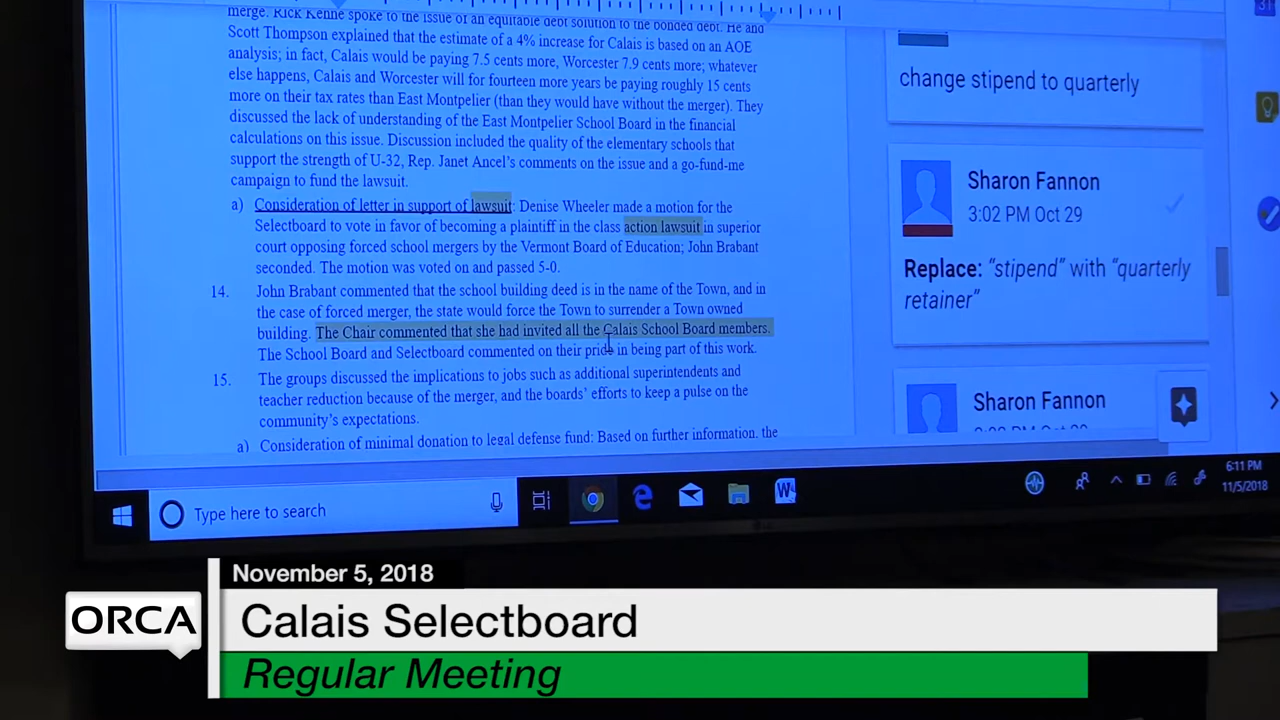 merge. Rick Kenne spoke to the issue of an equitable debt solution to the bonded debt. He and
Scott Thompson explained that the estimate of a 4% increase for Calais is based on an AOE
analysis; in fact, Calais would be paying 7.5 cents more, Worcester 7.9 cents more; whatever
else happens, Calais and Worcester will for fourteen more years be paying roughly 15 cents
more on their tax rates than East Montpelier (than they would have without the merger). They
discussed the lack of understanding of the East Montpelier School Board in the financial
calculations on this issue. Discussion included the quality of the elementary schools that
support the strength of U-32, Rep. Janet Ancel’s comments on the issue and a go-fund-me
campaign to fund the lawsuit.
a) Consideration of letter in support of lawsuit: Denise Wheeler made a motion for the
Selectboard to vote in favor of becoming a plaintiff in the class action lawsuit in superior
court opposing forced school mergers by the Vermont Board of Education; John Brabant
seconded. The motion was voted on and passed 5-0.
14. John Brabant commented that the school building deed is in the name of the Town, and in
the case of forced merger, the state would force the Town to surrender a Town owned
building. The Chair commented that she had invited all the Calais School Board members.
The School Board and Selectboard commented on their pride in being part of this work.
15. The groups discussed the implications to jobs such as additional superintendents and
teacher reduction because of the merger, and the boards’ efforts to keep a pulse on the
community’s expectations.
a) Consideration of minimal donation to legal defense fund: Based on further information, the
change stipend to quarterly
Sharon Fannon
3:02 PM Oct 29
Replace: “stipend” with “quarterly
retainer”
Sharon Fannon
31
Type here to search
6:11 PM
11/5/2018
November 5, 2018
ORCA
Calais Selectboard
Regular Meeting